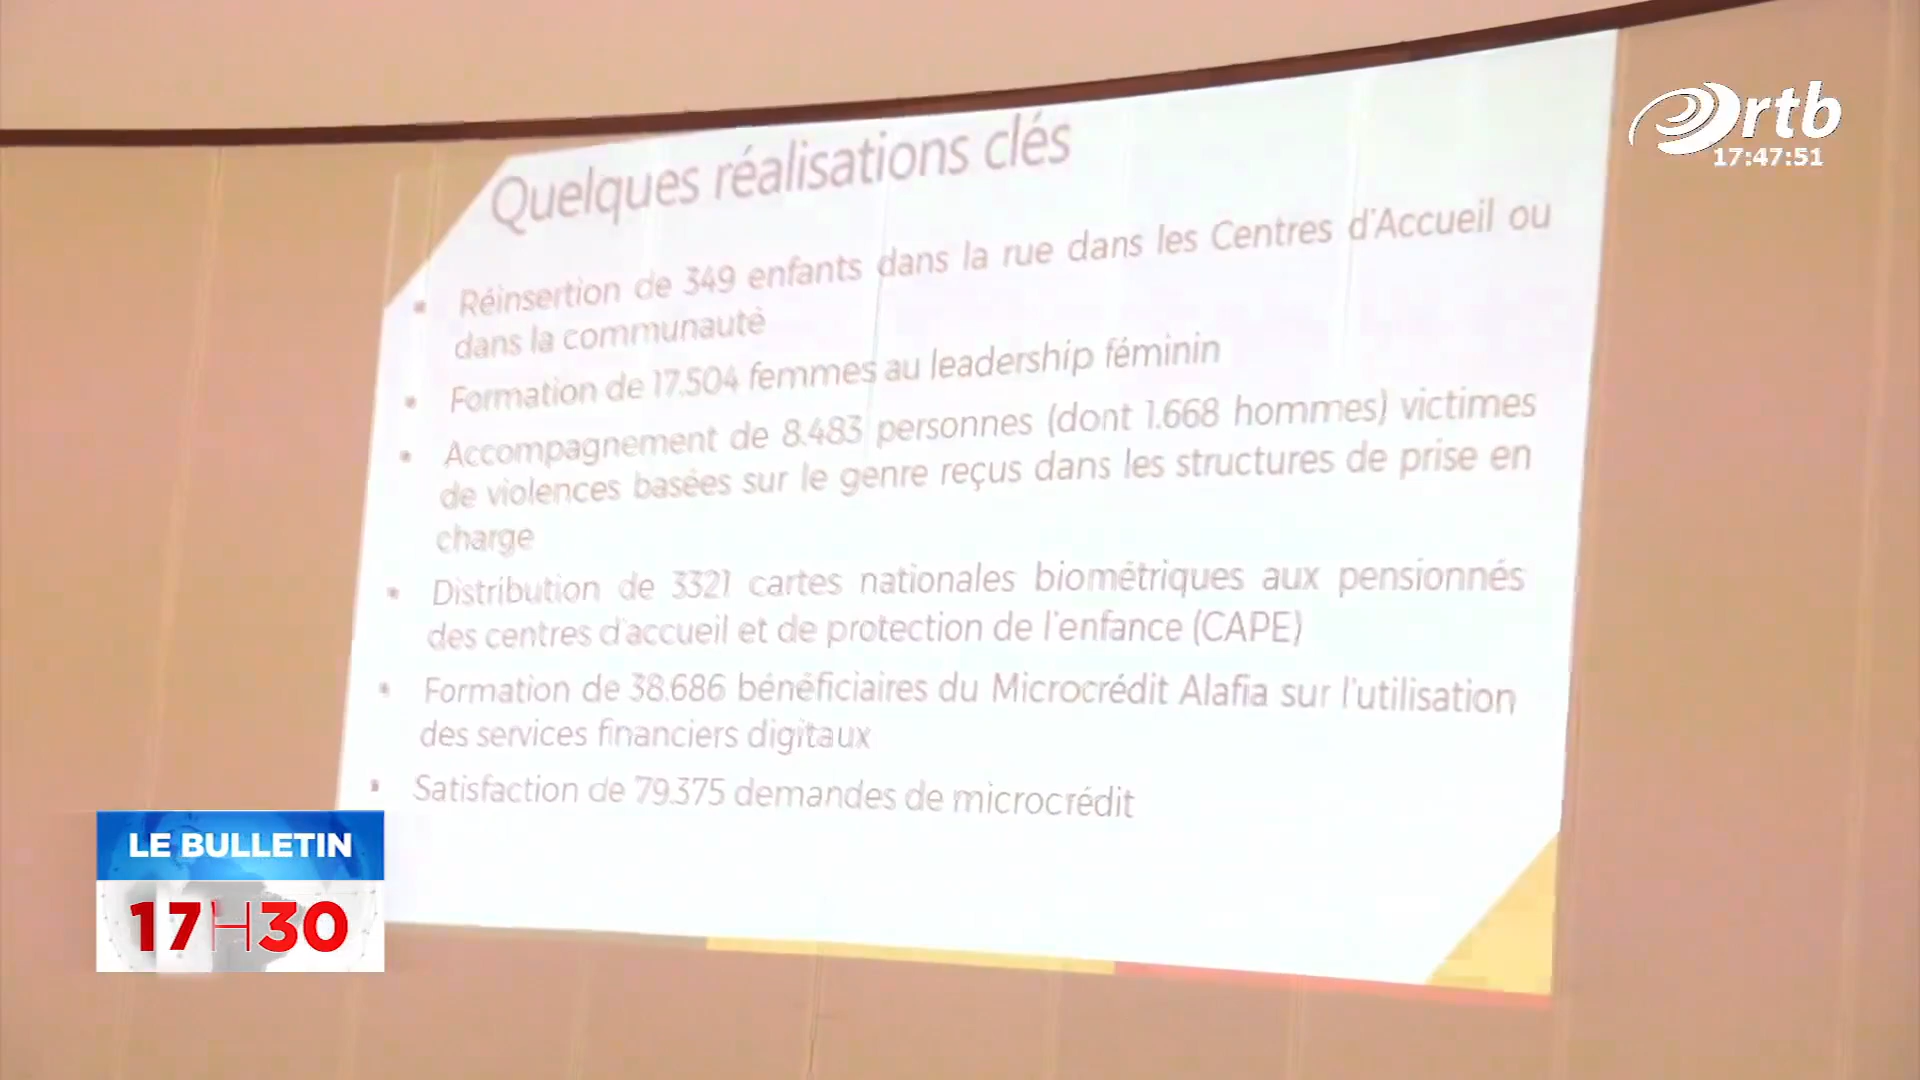 rtb
17:47:51
Quelques réalisations clés
▪ Réinsertion de 349 enfants dans la rue dans les Centres d'Accueil ou
dans la communauté
▪ Formation de 17.504 femmes au leadership féminin
▪ Accompagnement de 8.483 personnes (dont 1.668 hommes) victimes
de violences basées sur le genre reçus dans les structures de prise en
charge
▪ Distribution de 3321 cartes nationales biométriques aux pensionnés
des centres d'accueil et de protection de l'enfance (CAPE)
▪ Formation de 38.686 bénéficiaires du Microcrédit Alafia sur l'utilisation
des services financiers digitaux
▪ Satisfaction de 79.375 demandes de microcrédit
LE BULLETIN
17H30